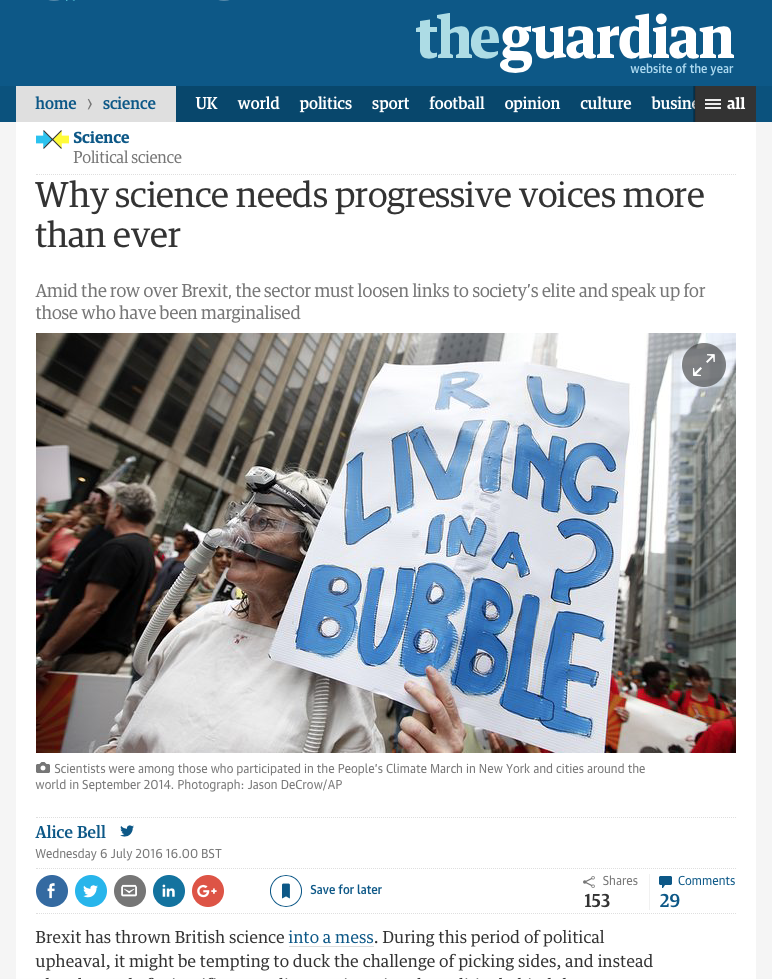 theguardian
website of the year
home › science UK world politics sport football opinion culture busine all
Science
Political science
Why science needs progressive voices more
than ever
Amid the row over Brexit, the sector must loosen links to society’s elite and speak up for
those who have been marginalised
R U
LIVING
IN A ?
BUBBLE
Scientists were among those who participated in the People’s Climate March in New York and cities around the
world in September 2014. Photograph: Jason DeCrow/AP
Alice Bell
Wednesday 6 July 2016 16.00 BST
Save for later
Shares
153
Comments
29
Brexit has thrown British science into a mess. During this period of political
upheaval, it might be tempting to duck the challenge of picking sides, and instead